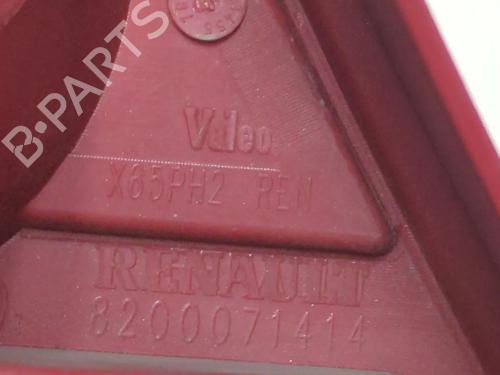 B-PARTS
Valeo
X65PH2 REN
RENAULT
8200071414